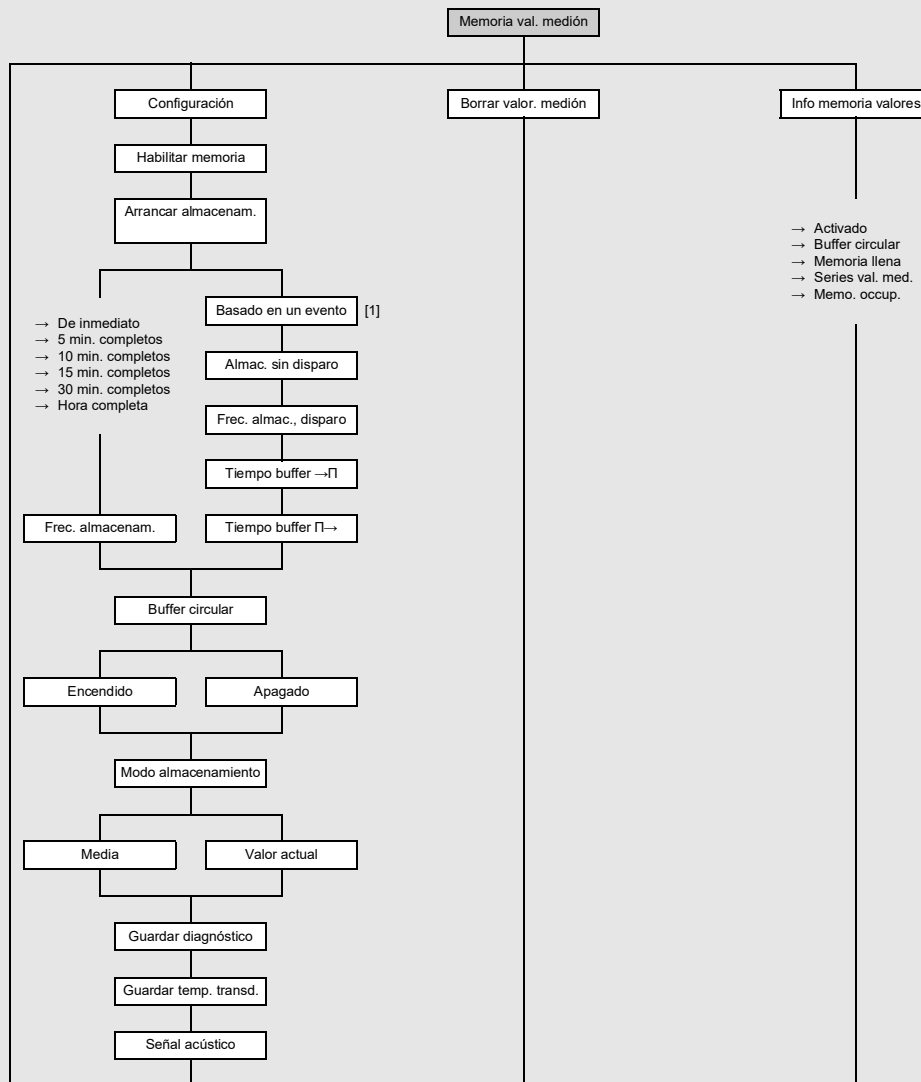 Memoria val. medión
Configuración
Borrar valor. medión
Info memoria valores
Habilitar memoria
Arrancar almacenam.
→ Activado
→ Buffer circular
→ Memoria llena
→ Series val. med.
→ Memo. occup.
→ De inmediato
→ 5 min. completos
→ 10 min. completos
→ 15 min. completos
→ 30 min. completos
→ Hora completa
Basado en un evento [1]
Almac. sin disparo
Frec. almac., disparo
Tiempo buffer →Π
Frec. almacenam.
Tiempo buffer Π→
Buffer circular
Encendido
Apagado
Modo almacenamiento
Media
Valor actual
Guardar diagnóstico
Guardar temp. transd.
Señal acústico